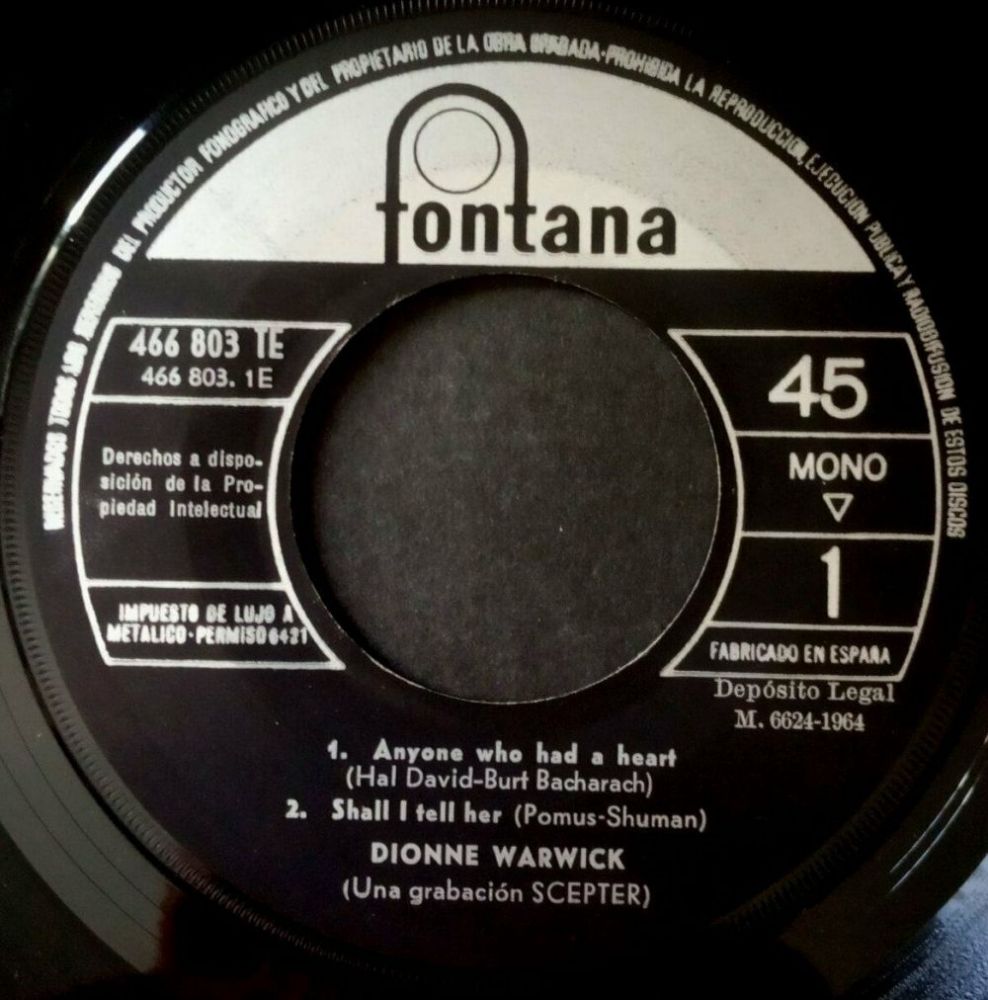 RESERVADOS TODOS LOS DERECHOS DEL PRODUCTOR FONOGRAFICO Y DEL PROPIETARIO DE LA OBRA GRABADA-PROHIBIDA LA REPRODUCCION, EJECUCION PUBLICA Y RADIODIFUSION DE ESTOS DISCOS
fontana
466 803 TE
466 803. 1E
Derechos a dispo-
sición de la Pro-
piedad Intelectual
IMPUESTO DE LUJO A
METALICO-PERMISO 6421
45
MONO
1
FABRICADO EN ESPAÑA
Depósito Legal
M. 6624-1964
1. Anyone who had a heart
(Hal David-Burt Bacharach)
2. Shall I tell her (Pomus-Shuman)
DIONNE WARWICK
(Una grabación SCEPTER)